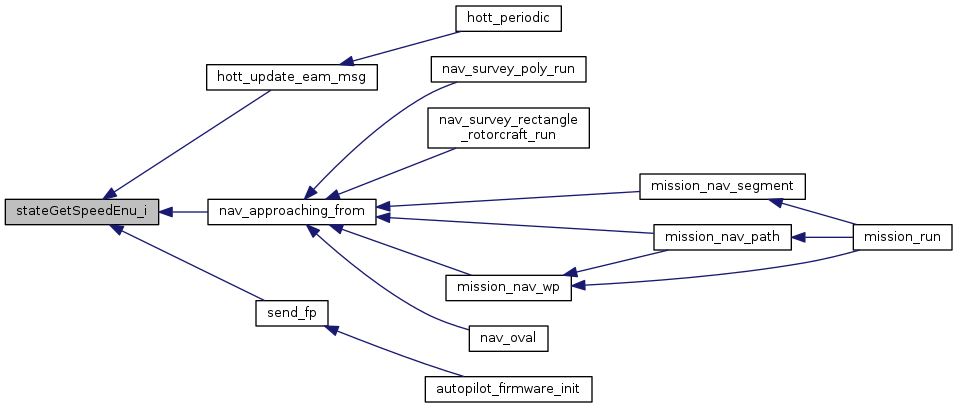 hott_periodic
hott_update_eam_msg
nav_survey_poly_run
nav_survey_rectangle
_rotorcraft_run
stateGetSpeedEnu_i
nav_approaching_from
mission_nav_segment
mission_nav_path
mission_run
mission_nav_wp
send_fp
nav_oval
autopilot_firmware_init